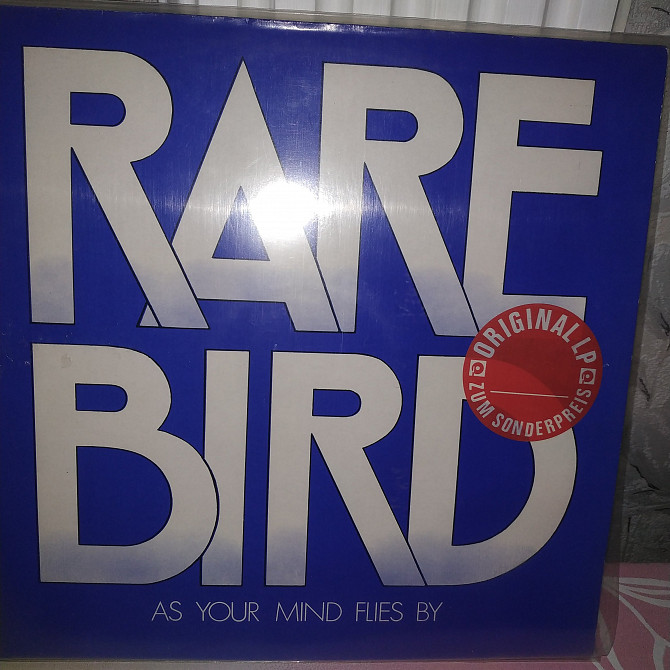 RARE
BIRD
ORIGINAL LP
ZUM SONDERPREIS
AS YOUR MIND FLIES BY